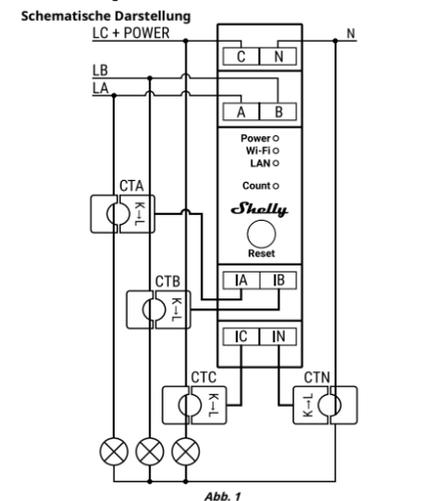 Schematische Darstellung
LC + POWER
N
C
N
LB
LA
A
B
Power
Wi-Fi
LAN
Count
CTA
K→L
Shelly
Reset
CTB
K→L
IA
IB
IC
IN
CTC
K→L
CTN
K→L
Abb. 1